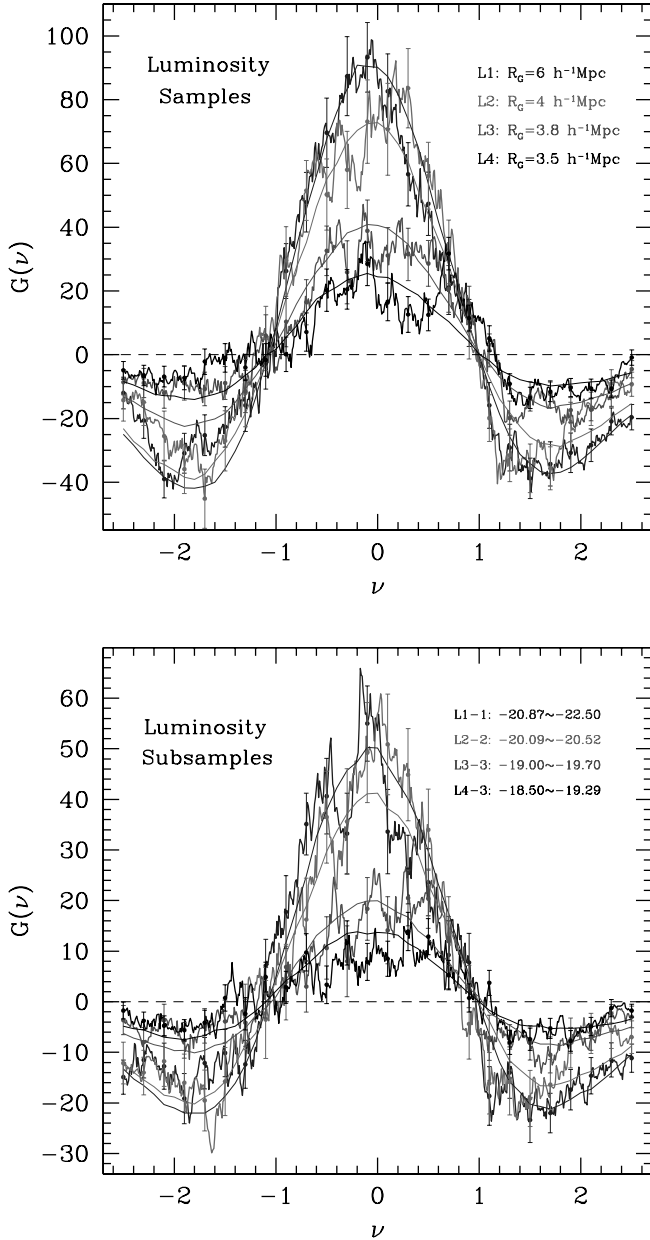 100
80
60
40
20
0
−20
−40
G(ν)
Luminosity
Samples
L1: R_G=6 h⁻¹Mpc
L2: R_G=4 h⁻¹Mpc
L3: R_G=3.8 h⁻¹Mpc
L4: R_G=3.5 h⁻¹Mpc
−2 −1 0 1 2
ν
60
50
40
30
20
10
0
−10
−20
−30
G(ν)
Luminosity
Subsamples
L1-1: −20.87~−22.50
L2-2: −20.09~−20.52
L3-3: −19.00~−19.70
L4-3: −18.50~−19.29
−2 −1 0 1 2
ν